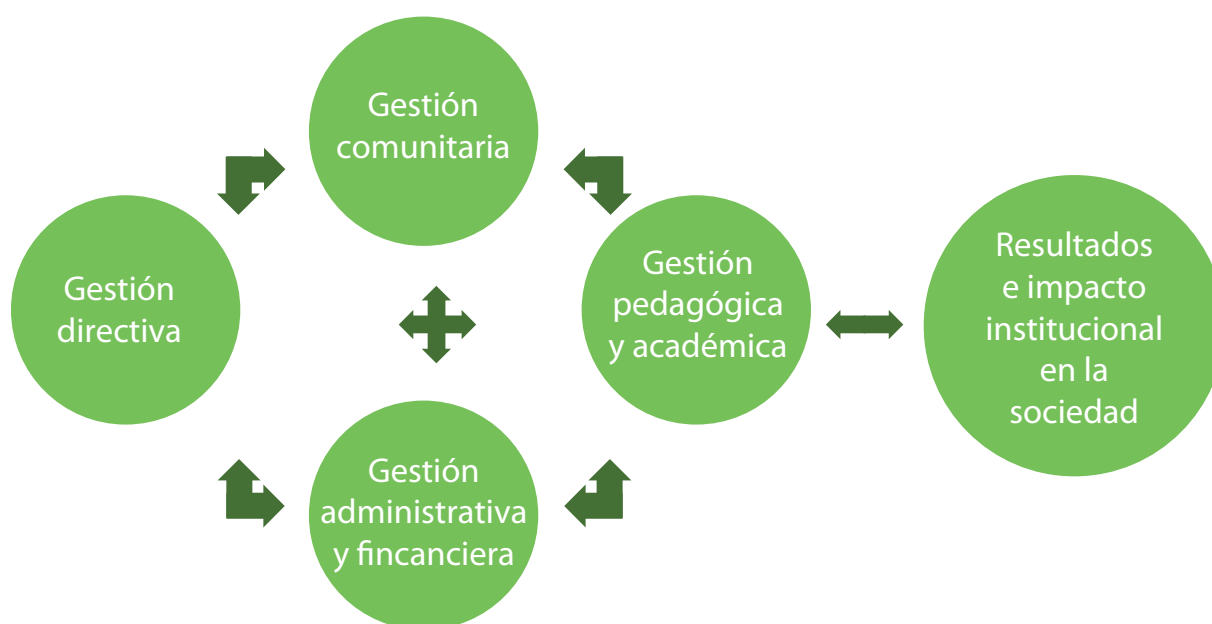 Gestión
comunitaria
Gestión
directiva
Gestión
pedagógica
y académica
Resultados
e impacto
institucional
en la
sociedad
Gestión
administrativa
y fincanciera